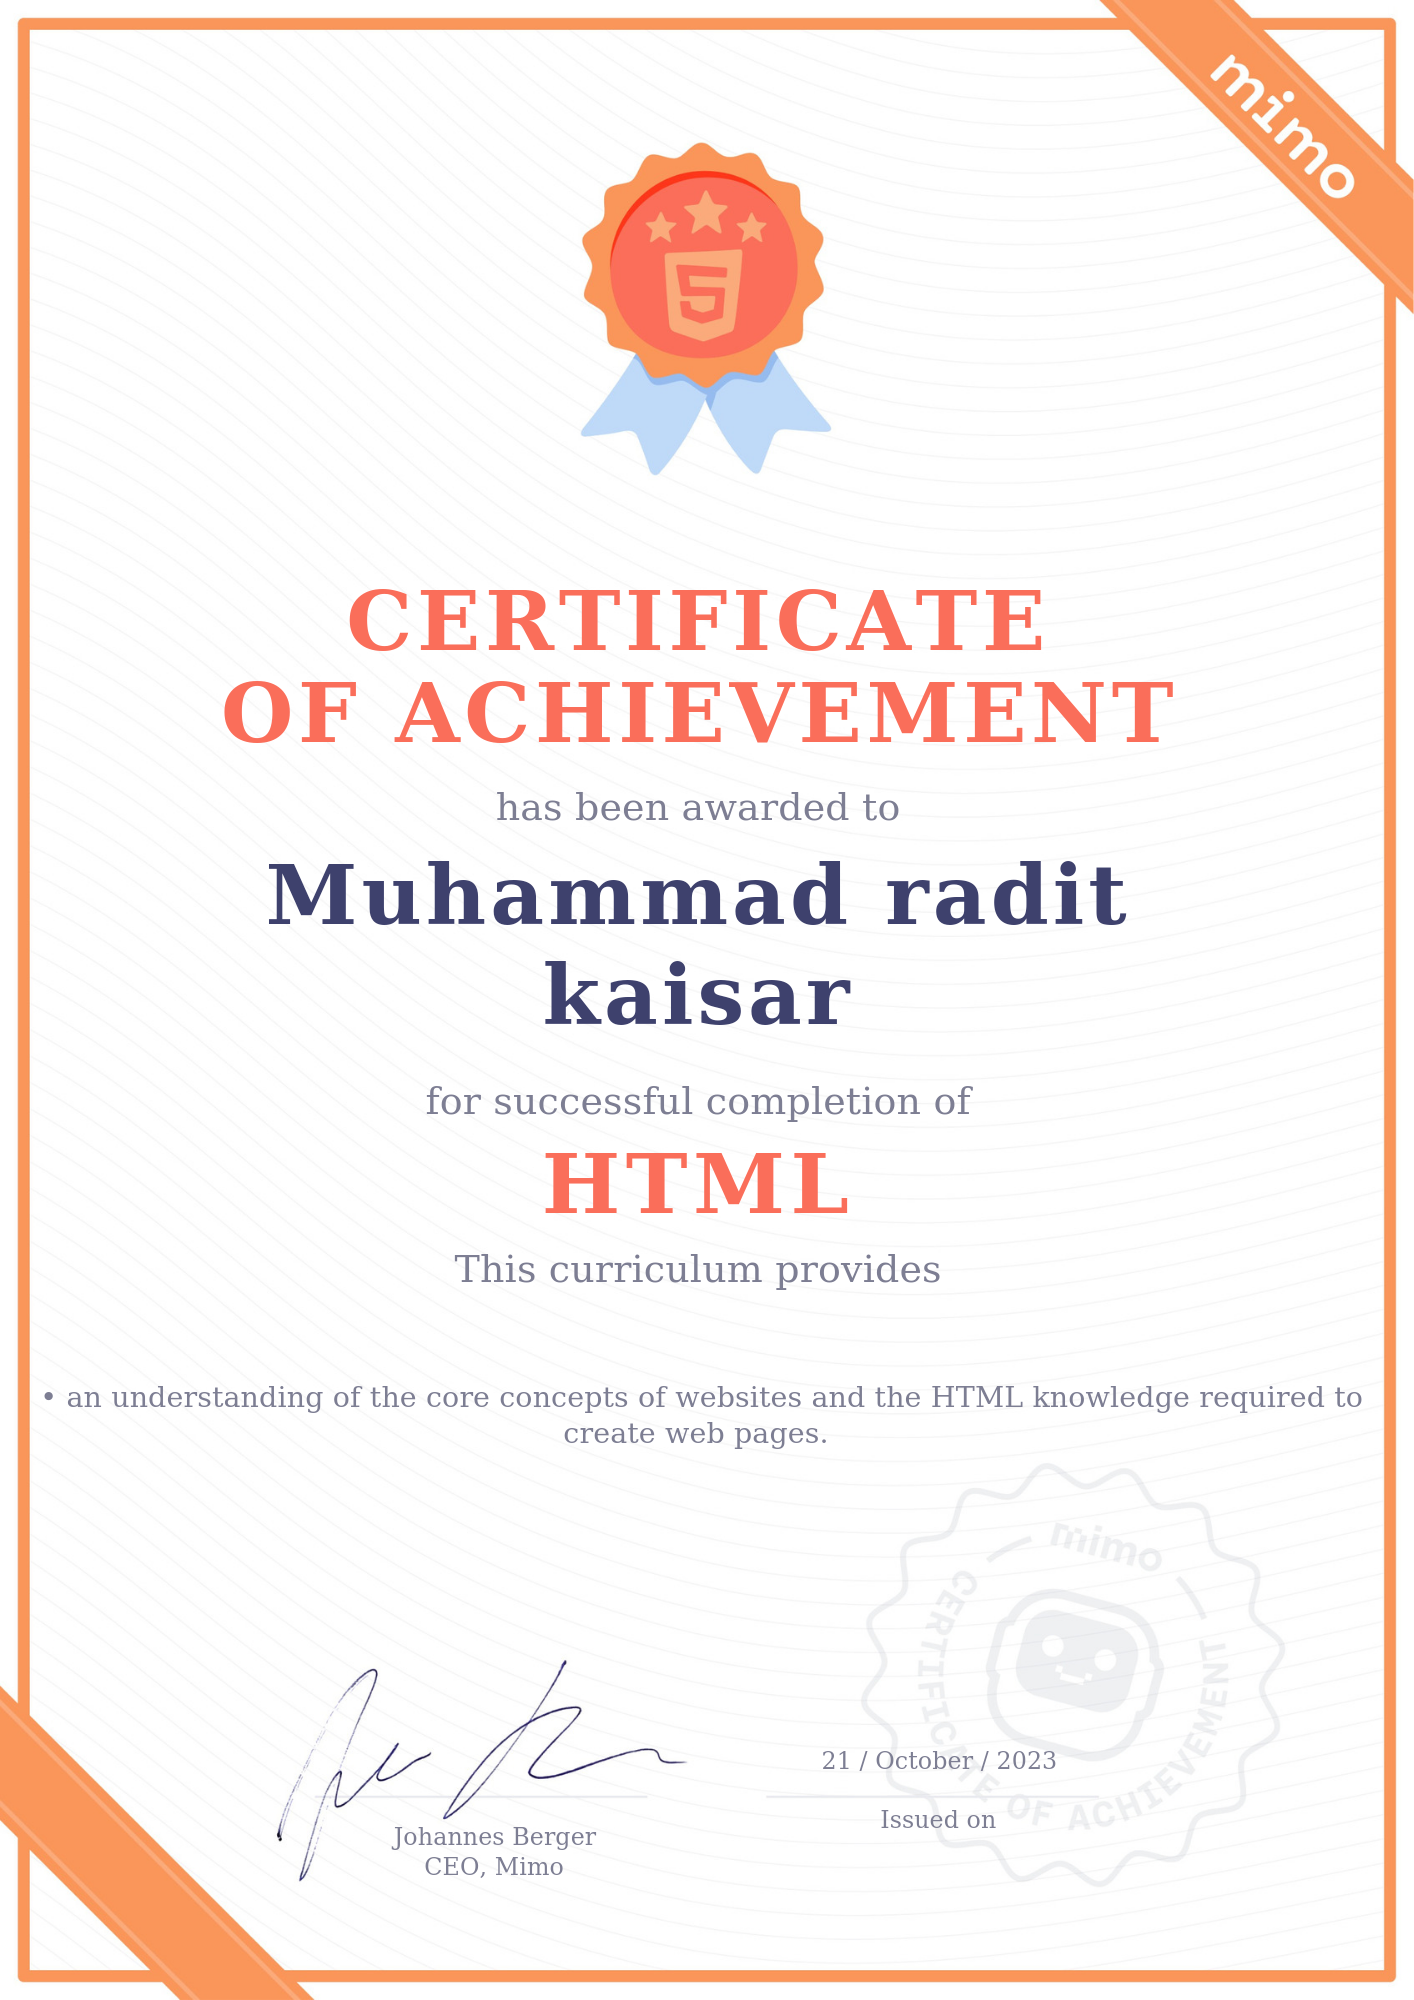 mimo
5
CERTIFICATE
OF ACHIEVEMENT
has been awarded to
Muhammad radit
kaisar
for successful completion of
HTML
This curriculum provides
• an understanding of the core concepts of websites and the HTML knowledge required to
create web pages.
mimo
CERTIFICATE OF ACHIEVEMENT
21 / October / 2023
Issued on
Johannes Berger
CEO, Mimo